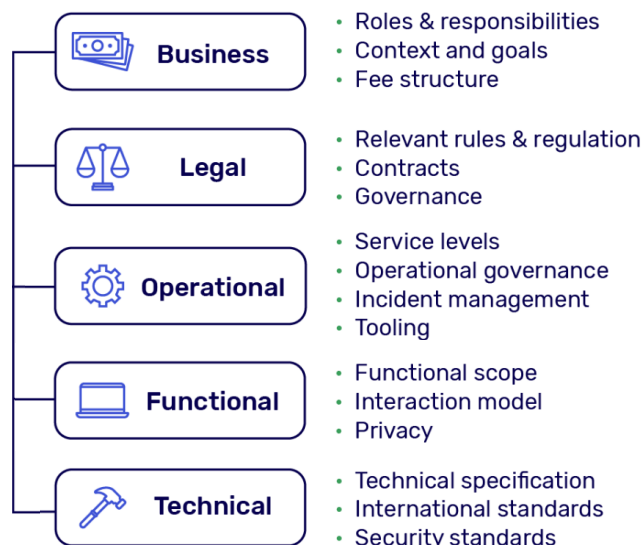 Business
• Roles & responsibilities
• Context and goals
• Fee structure
Legal
• Relevant rules & regulation
• Contracts
• Governance
Operational
• Service levels
• Operational governance
• Incident management
• Tooling
Functional
• Functional scope
• Interaction model
• Privacy
Technical
• Technical specification
• International standards
• Security standards